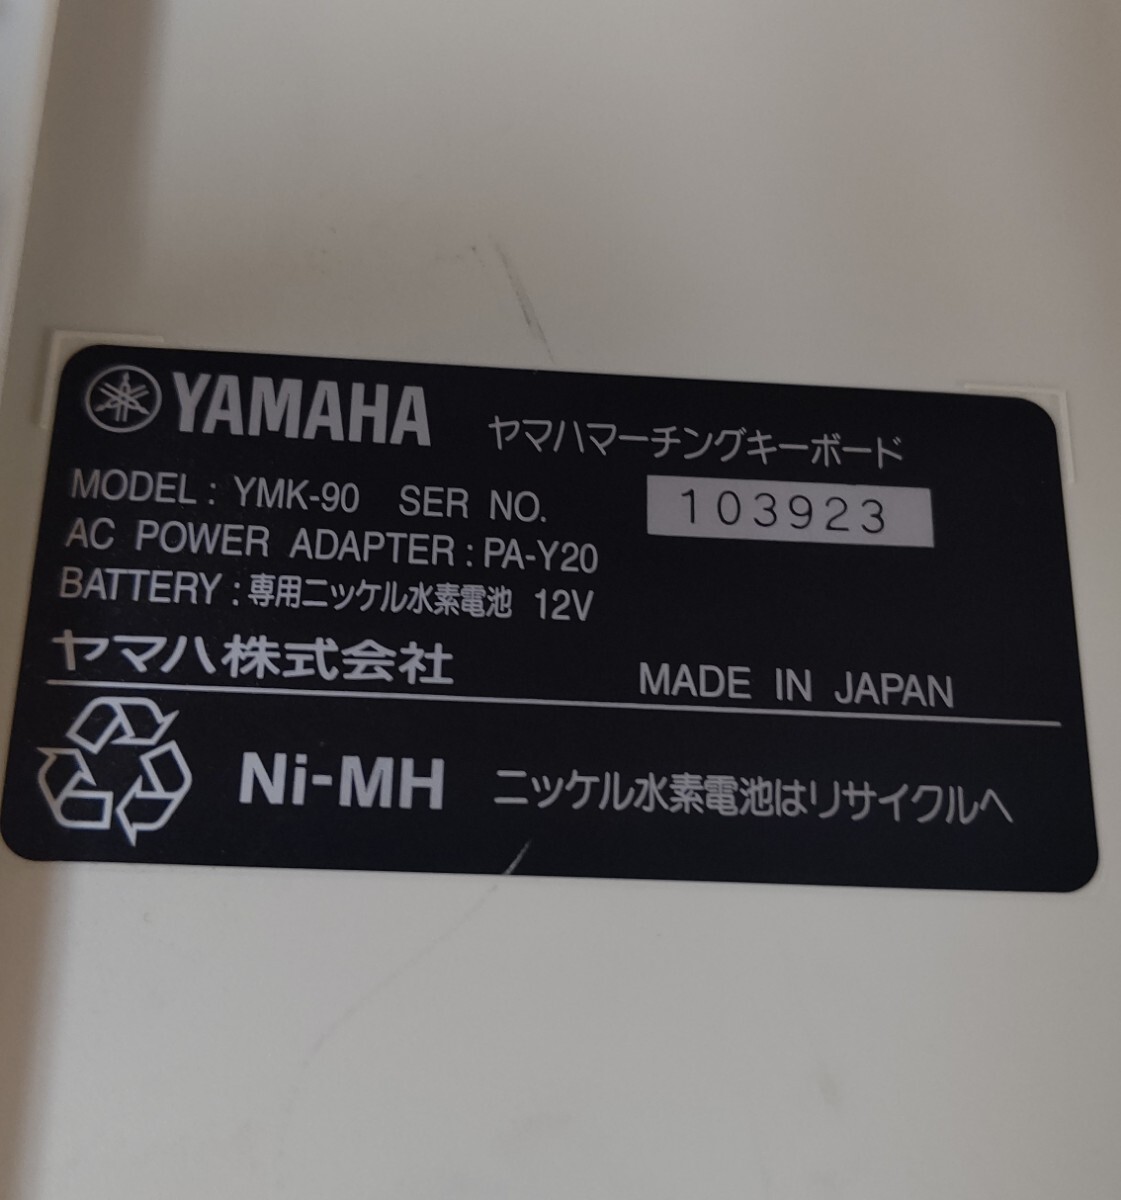 YAMAHA ヤマハマーチングキーボード
MODEL : YMK-90 SER NO. 103923
AC POWER ADAPTER : PA-Y20
BATTERY : 専用ニッケル水素電池 12V
ヤマハ株式会社 MADE IN JAPAN
Ni-MH ニッケル水素電池はリサイクルへ